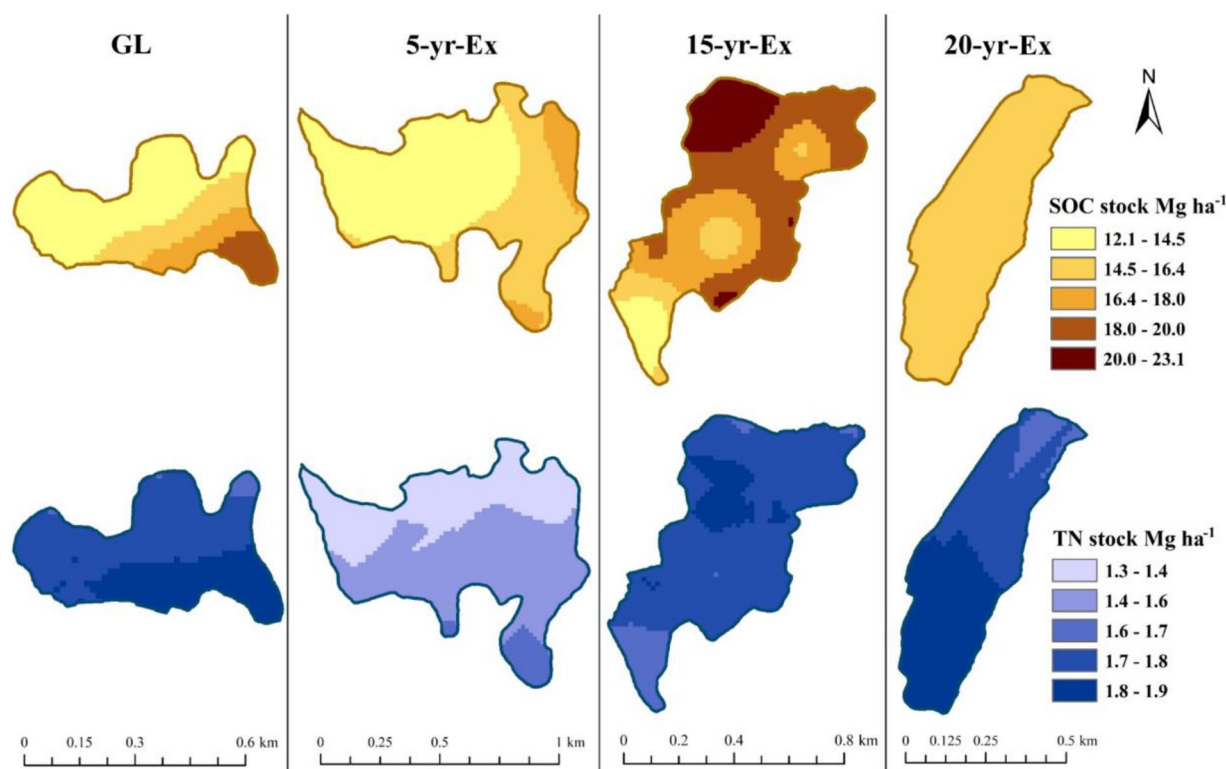 GL
5-yr-Ex
15-yr-Ex
20-yr-Ex
N
SOC stock Mg ha⁻¹
12.1 - 14.5
14.5 - 16.4
16.4 - 18.0
18.0 - 20.0
20.0 - 23.1
TN stock Mg ha⁻¹
1.3 - 1.4
1.4 - 1.6
1.6 - 1.7
1.7 - 1.8
1.8 - 1.9
0 0.15 0.3 0.6 km
0 0.25 0.5 1 km
0 0.2 0.4 0.8 km
0 0.125 0.25 0.5 km